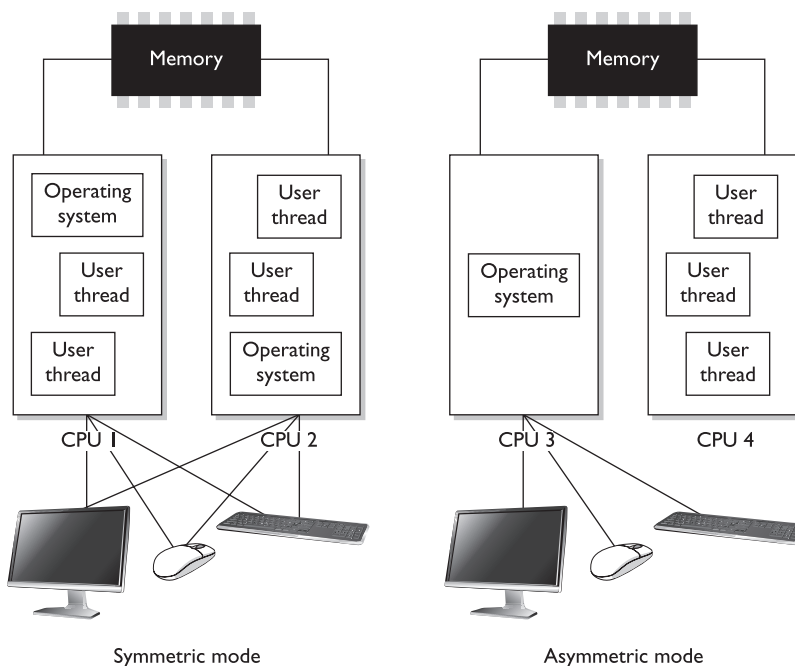 Memory
Operating
system
User
thread
User
thread
CPU 1
User
thread
User
thread
Operating
system
CPU 2
Symmetric mode
Memory
Operating
system
CPU 3
User
thread
User
thread
User
thread
CPU 4
Asymmetric mode